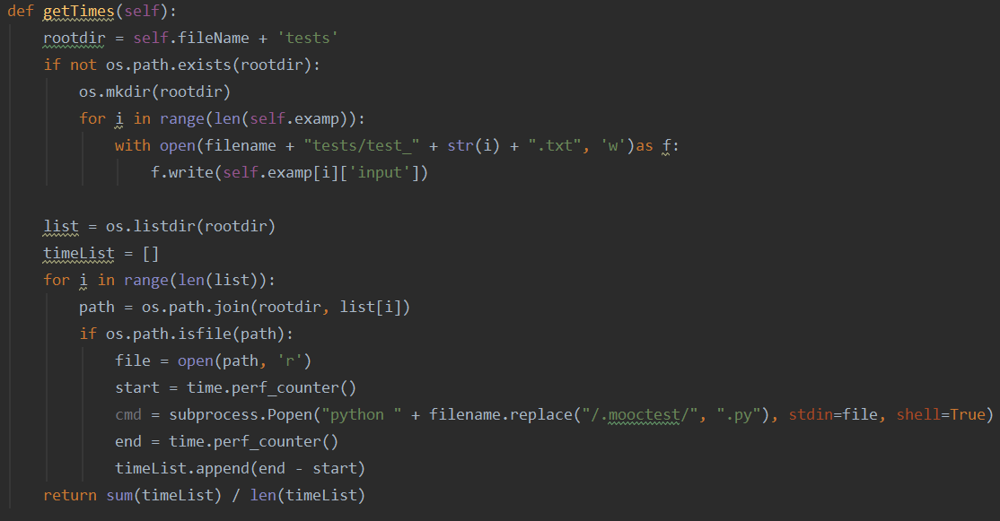 def getTimes(self):
    rootdir = self.fileName + 'tests'
    if not os.path.exists(rootdir):
        os.mkdir(rootdir)
        for i in range(len(self.examp)):
            with open(filename + "tests/test_" + str(i) + ".txt", 'w')as f:
                f.write(self.examp[i]['input'])

    list = os.listdir(rootdir)
    timeList = []
    for i in range(len(list)):
        path = os.path.join(rootdir, list[i])
        if os.path.isfile(path):
            file = open(path, 'r')
            start = time.perf_counter()
            cmd = subprocess.Popen("python " + filename.replace("/.mooctest/", ".py"), stdin=file, shell=True)
            end = time.perf_counter()
            timeList.append(end - start)
    return sum(timeList) / len(timeList)